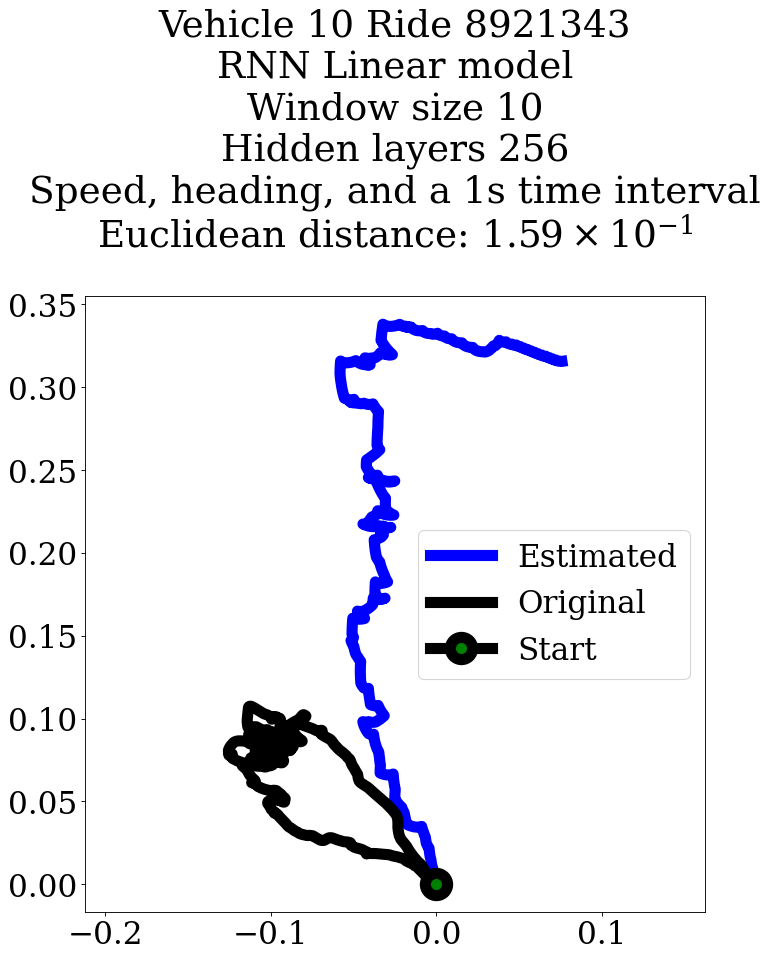 Vehicle 10 Ride 8921343
RNN Linear model
Window size 10
Hidden layers 256
Speed, heading, and a 1s time interval
Euclidean distance: 1.59 × 10⁻¹
0.35
0.30
0.25
0.20
0.15
0.10
0.05
0.00
Estimated
Original
Start
−0.2
−0.1
0.0
0.1